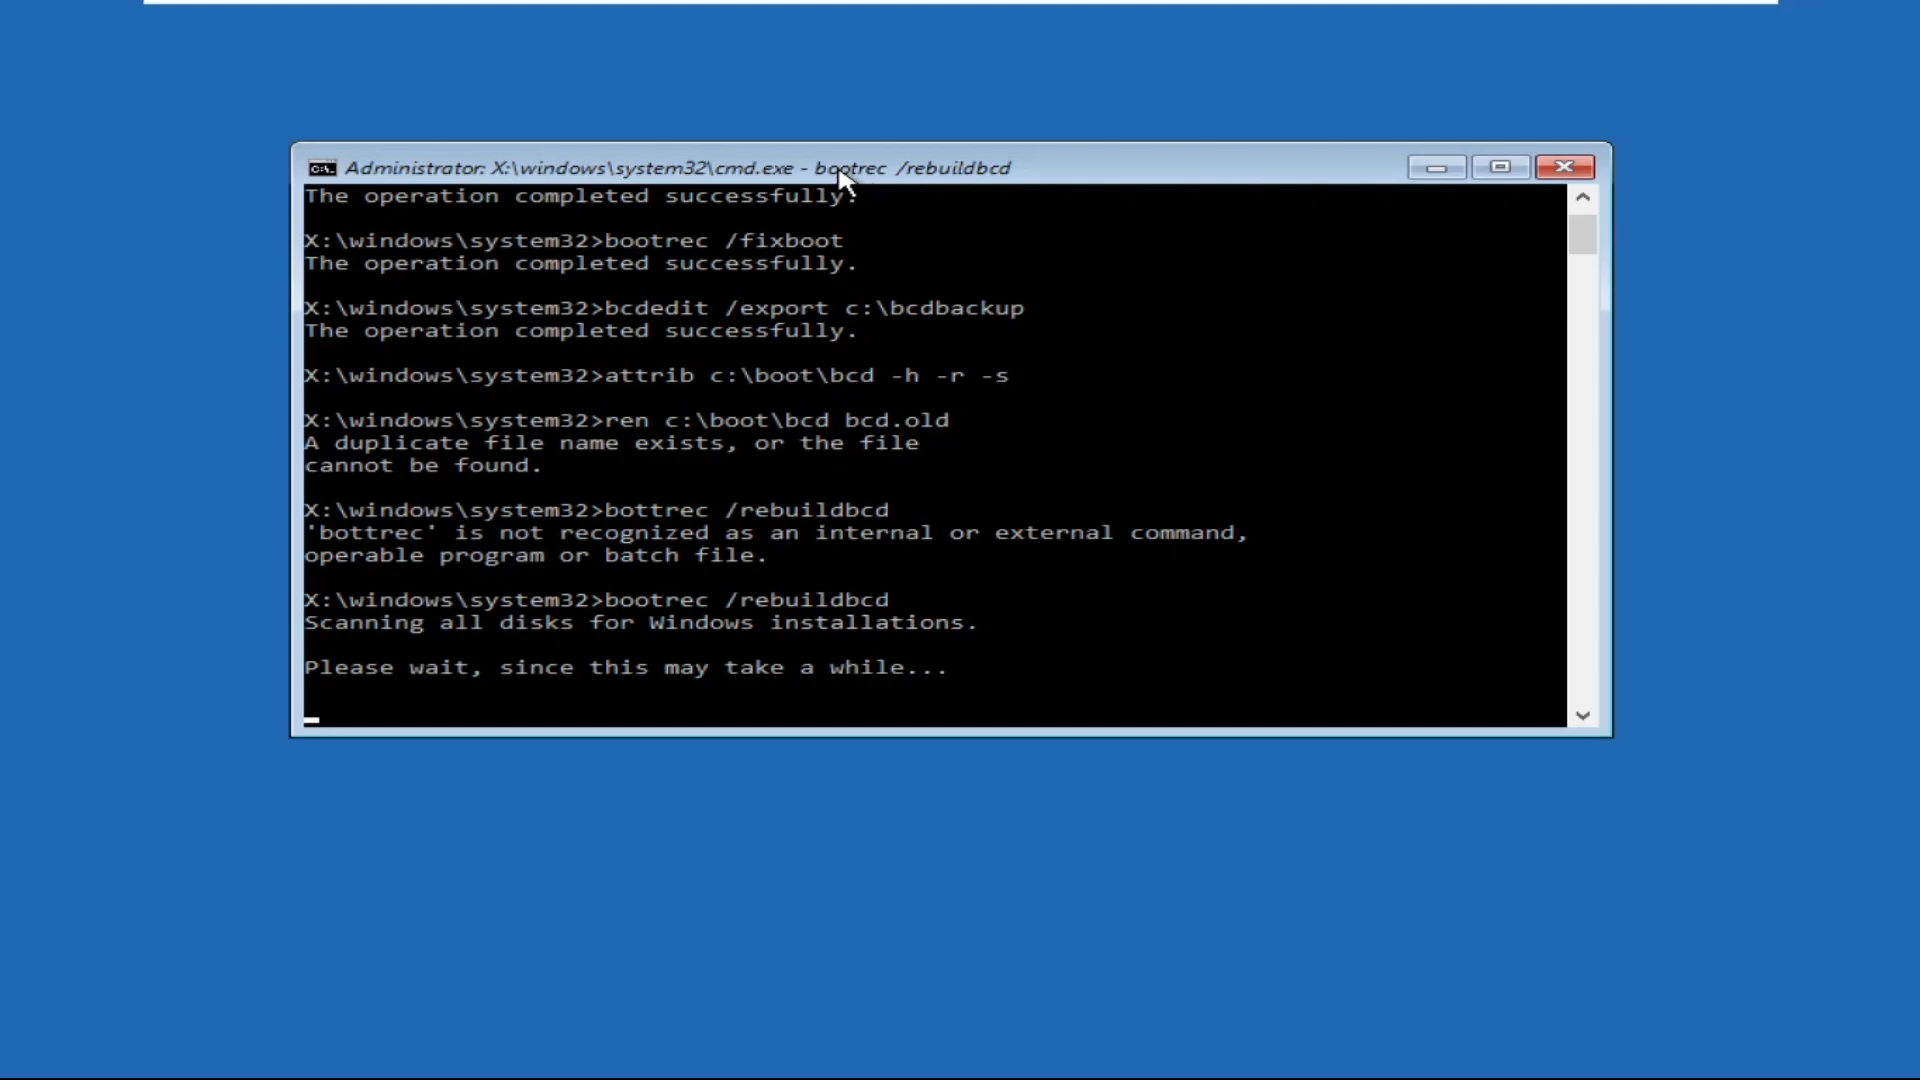 Administrator: X:\windows\system32\cmd.exe - bootrec /rebuildbcd
The operation completed successfully.
X:\windows\system32>bootrec /fixboot
The operation completed successfully.
X:\windows\system32>bcdedit /export c:\bcdbackup
The operation completed successfully.
X:\windows\system32>attrib c:\boot\bcd -h -r -s
X:\windows\system32>ren c:\boot\bcd bcd.old
A duplicate file name exists, or the file
cannot be found.
X:\windows\system32>bottrec /rebuildbcd
'bottrec' is not recognized as an internal or external command,
operable program or batch file.
X:\windows\system32>bootrec /rebuildbcd
Scanning all disks for Windows installations.
Please wait, since this may take a while...